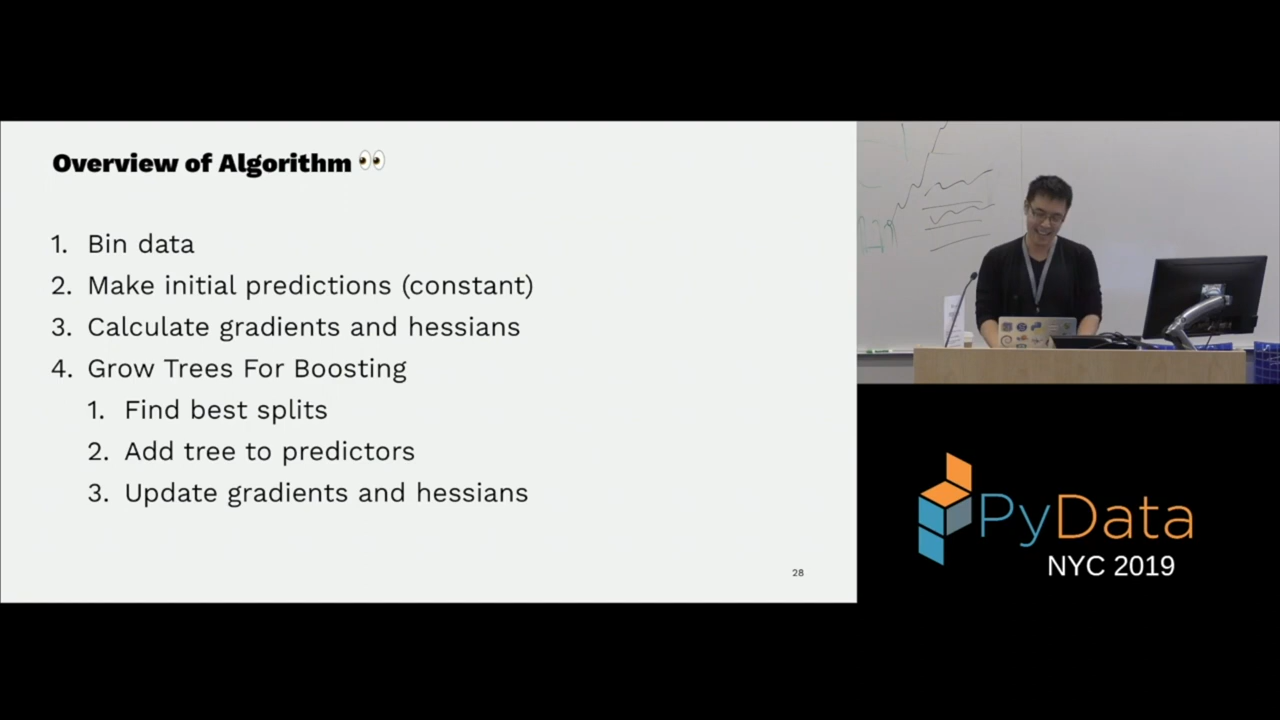 Overview of Algorithm 👀
1. Bin data
2. Make initial predictions (constant)
3. Calculate gradients and hessians
4. Grow Trees For Boosting
1. Find best splits
2. Add tree to predictors
3. Update gradients and hessians
28
PyData
NYC 2019